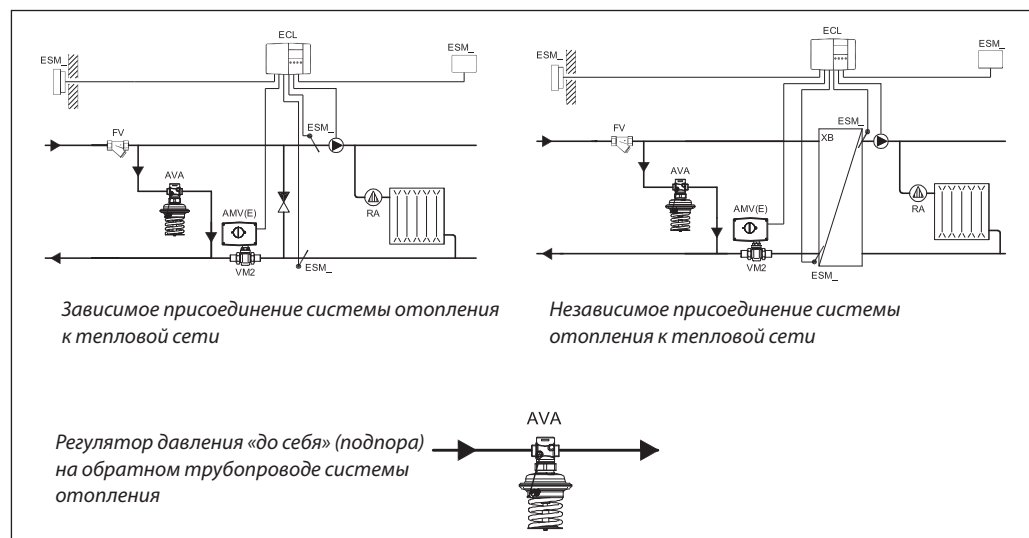 ECL
ESM_
ESM_
ESM_
FV
AVA
AMV(E)
RA
VM2
ESM_
Зависимое присоединение системы отопления
к тепловой сети
ECL
ESM_
ESM_
ESM_
FV
XB
AVA
AMV(E)
RA
VM2
ESM_
Независимое присоединение системы
отопления к тепловой сети
AVA
Регулятор давления «до себя» (подпора)
на обратном трубопроводе системы
отопления